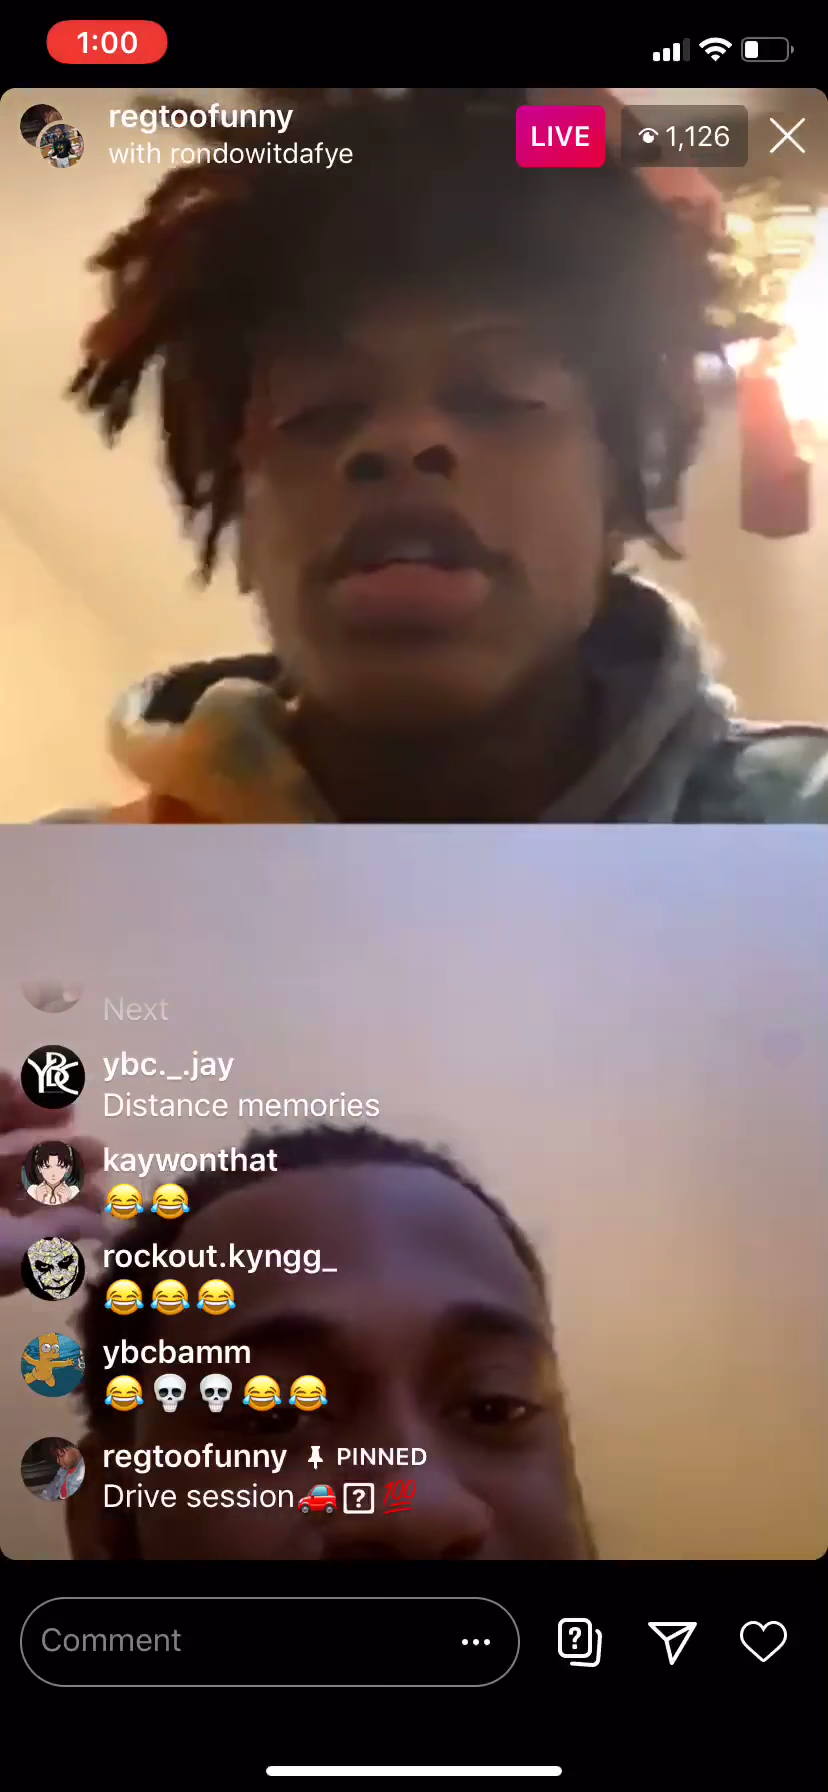 1:00
regtoofunny
with rondowitdafye
LIVE
1,126
Next
ybc._.jay
Distance memories
kaywonthat
😂😂
rockout.kyngg_
😂😂😂
ybcbamm
😂💀💀😂😂
regtoofunny PINNED
Drive session🚗?💯
Comment